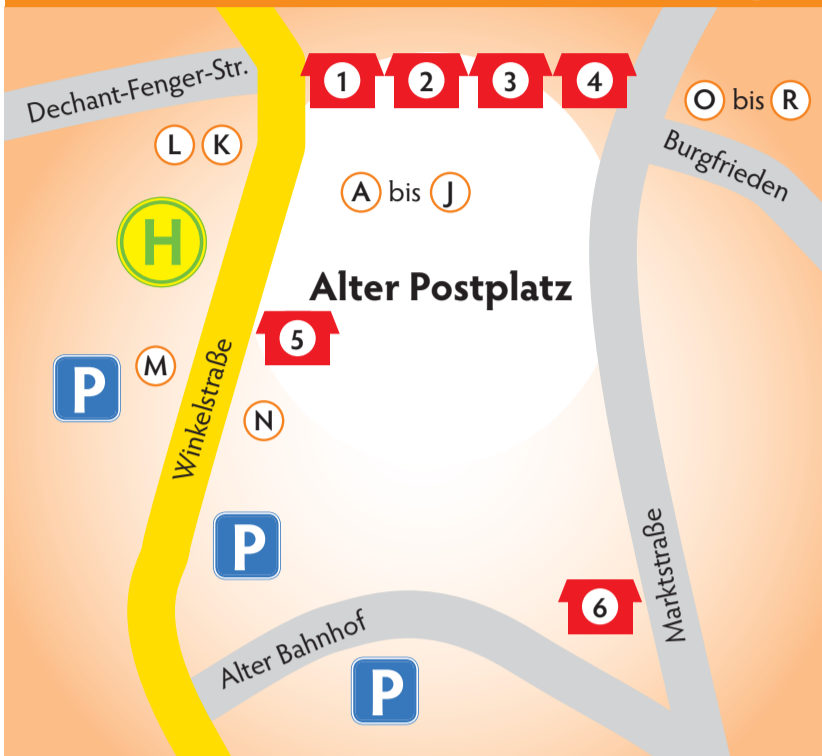 Dechant-Fenger-Str.
1
2
3
4
O bis R
L K
Burgfrieden
A bis J
H
Alter Postplatz
5
M
P
Winkelstraße
N
P
6
Marktstraße
Alter Bahnhof
P